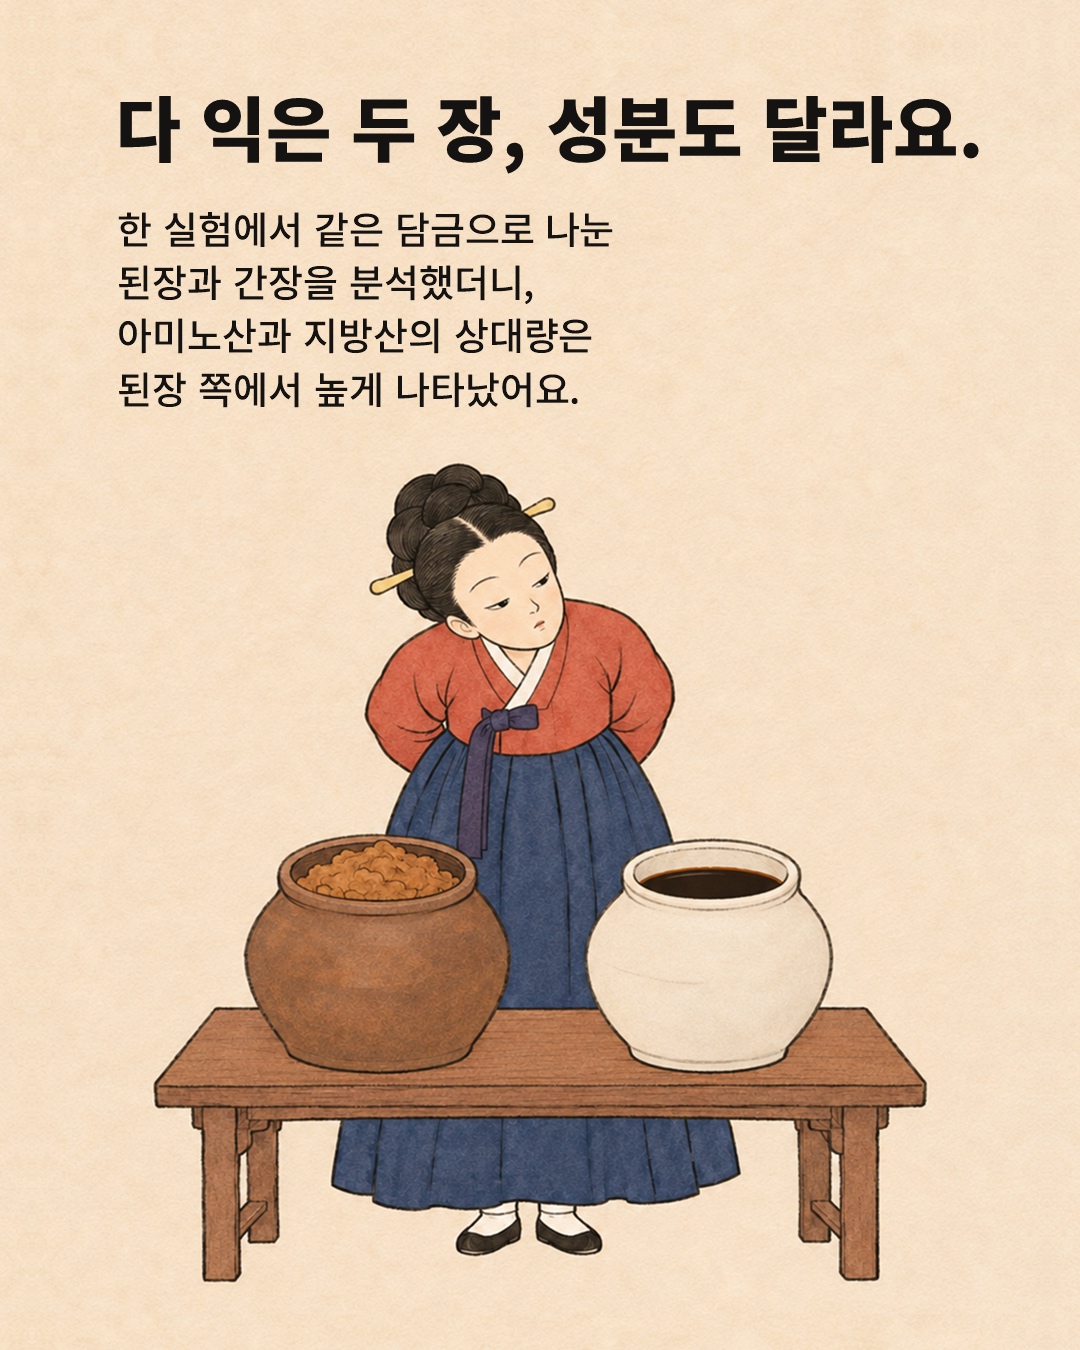 다 익은 두 장, 성분도 달라요.
한 실험에서 같은 담금으로 나눈
된장과 간장을 분석했더니,
아미노산과 지방산의 상대량은
된장 쪽에서 높게 나타났어요.